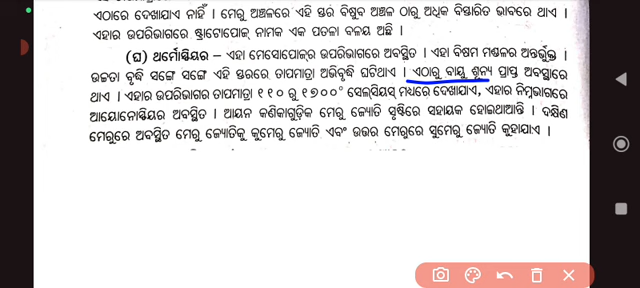 ଏଠାରେ ଦେଖାଯାଏ ନାହିଁ । ମେରୁ ଅଞ୍ଚଳରେ ଏହି ସ୍ତର ବିଷୁବ ଅଞ୍ଚଳ ଠାରୁ ଅଧିକ ବିସ୍ତାରିତ ଭାବରେ ଥାଏ ।
ଏହାର ଉପରିଭାଗରେ ଷ୍ଟ୍ରାଟୋପୋଜ୍ ନାମକ ଏକ ପତଳା ବଳୟ ଅଛି ।
(ଘ) ଥର୍ମୋସ୍ଫିୟର – ଏହା ମେସୋପୋଜ୍‌ର ଉପରିଭାଗରେ ଅବସ୍ଥିତ । ଏହା ବିଷମ ମଣ୍ଡଳର ଅନ୍ତର୍ଭୁକ୍ତ ।
ଉଚ୍ଚତା ବୃଦ୍ଧି ସଙ୍ଗେ ସଙ୍ଗେ ଏହି ସ୍ତରରେ ତାପମାତ୍ରା ଅଭିବୃଦ୍ଧି ଘଟିଥାଏ । ଏଠାରୁ ବାୟୁ ଶୂନ୍ୟ ପ୍ରାପ୍ତ ଅବସ୍ଥାରେ
ଥାଏ । ଏହାର ଉପରିଭାଗର ତାପମାତ୍ରା ୧୧୦ ରୁ ୧୭୦୦° ସେଲ୍‌ସିୟସ୍ ମଧ୍ୟରେ ଦେଖାଯାଏ, ଏହାର ନିମ୍ନଭାଗରେ
ଆୟୋନୋସ୍ଫିୟର ଅବସ୍ଥିତ । ଆୟନ କଣିକାଗୁଡ଼ିକ ମେରୁ ଜ୍ୟୋତି ସୃଷ୍ଟିରେ ସହାୟକ ହୋଇଥାଆନ୍ତି । ଦକ୍ଷିଣ
ମେରୁରେ ଅବସ୍ଥିତ ମେରୁ ଜ୍ୟୋତିକୁ କୁମେରୁ ଜ୍ୟୋତି ଏବଂ ଉତ୍ତର ମେରୁରେ ସୁମେରୁ ଜ୍ୟୋତି କୁହାଯାଏ ।